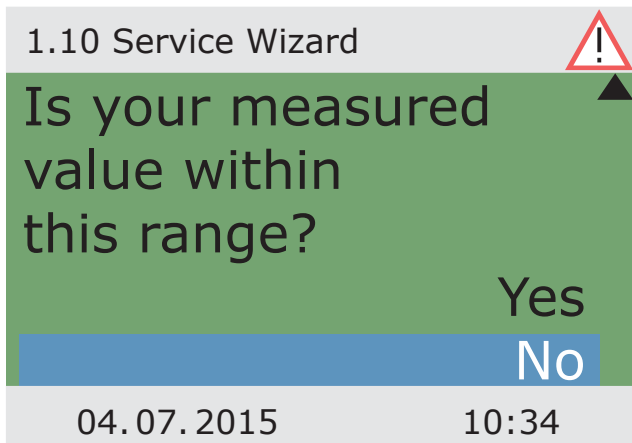 1.10 Service Wizard
Is your measured
value within
this range?
Yes
No
04.07.2015 10:34